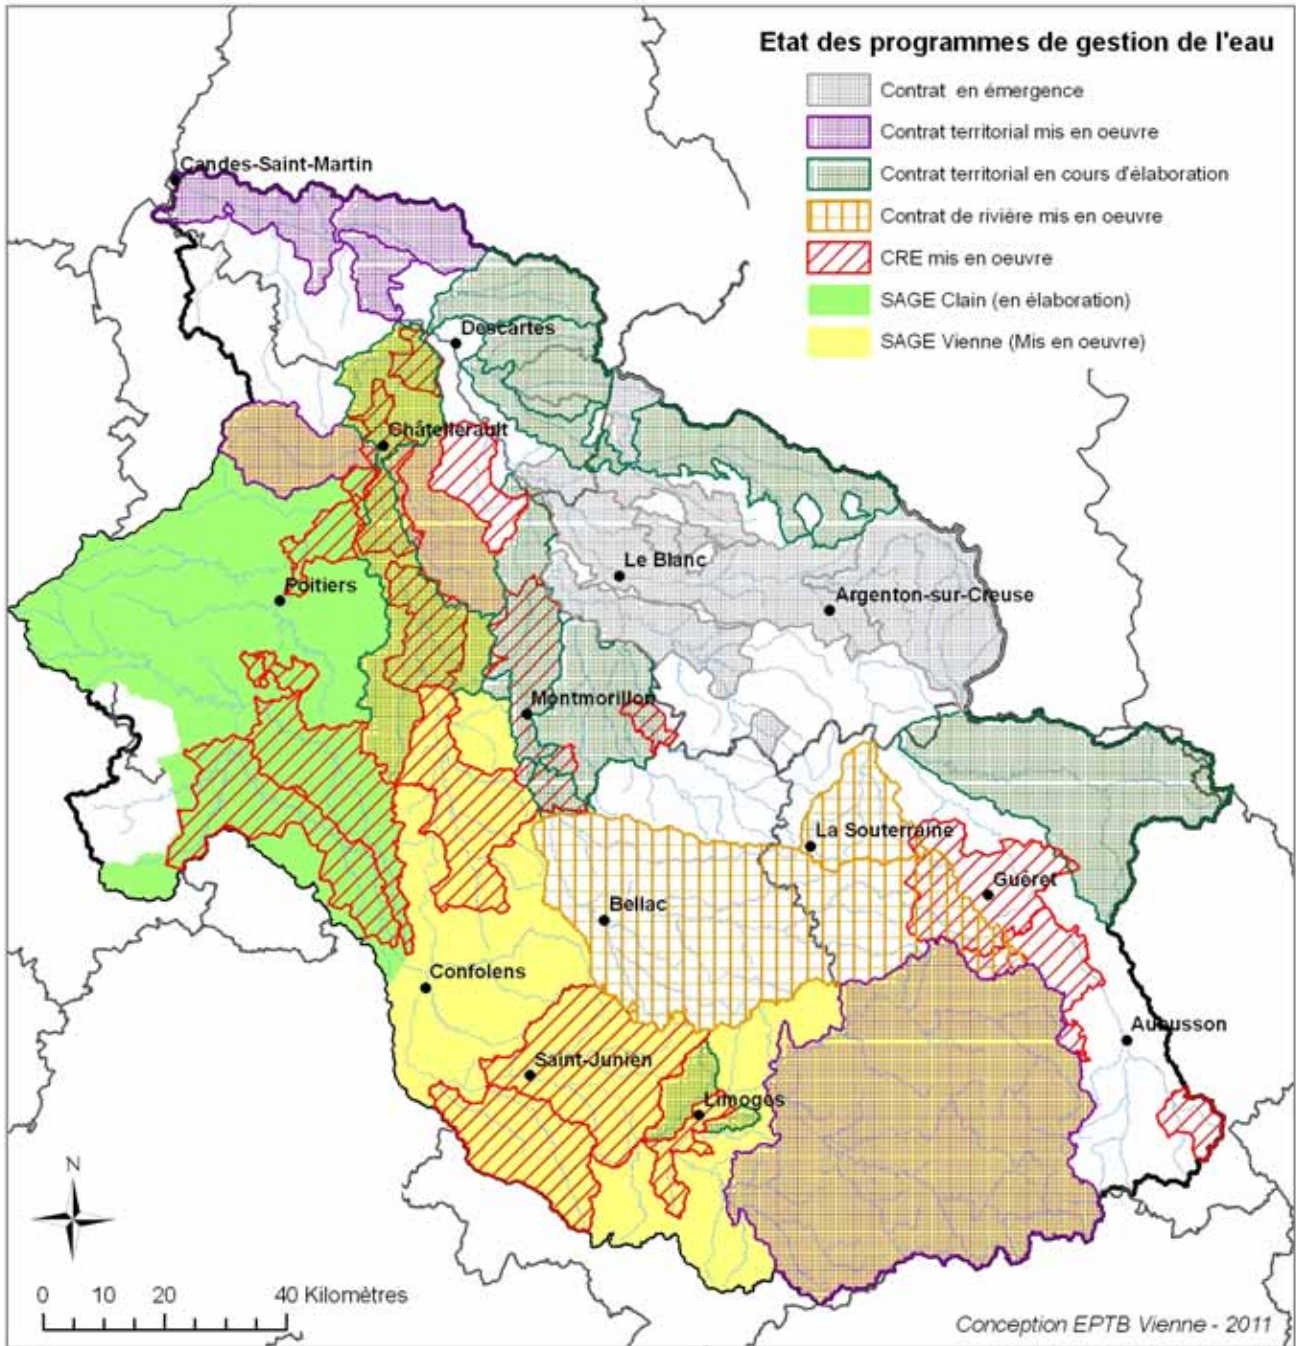 Etat des programmes de gestion de l'eau
Contrat en émergence
Contrat territorial mis en oeuvre
Contrat territorial en cours d'élaboration
Contrat de rivière mis en oeuvre
CRE mis en oeuvre
SAGE Clain (en élaboration)
SAGE Vienne (Mis en oeuvre)
Candes-Saint-Martin
Descartes
Châtellerault
Le Blanc
Poitiers
Argenton-sur-Creuse
Montmorillon
La Souterraine
Guéret
Bellac
Confolens
Aubusson
Saint-Junien
Limoges
N
0 10 20 40 Kilomètres
Conception EPTB Vienne - 2011